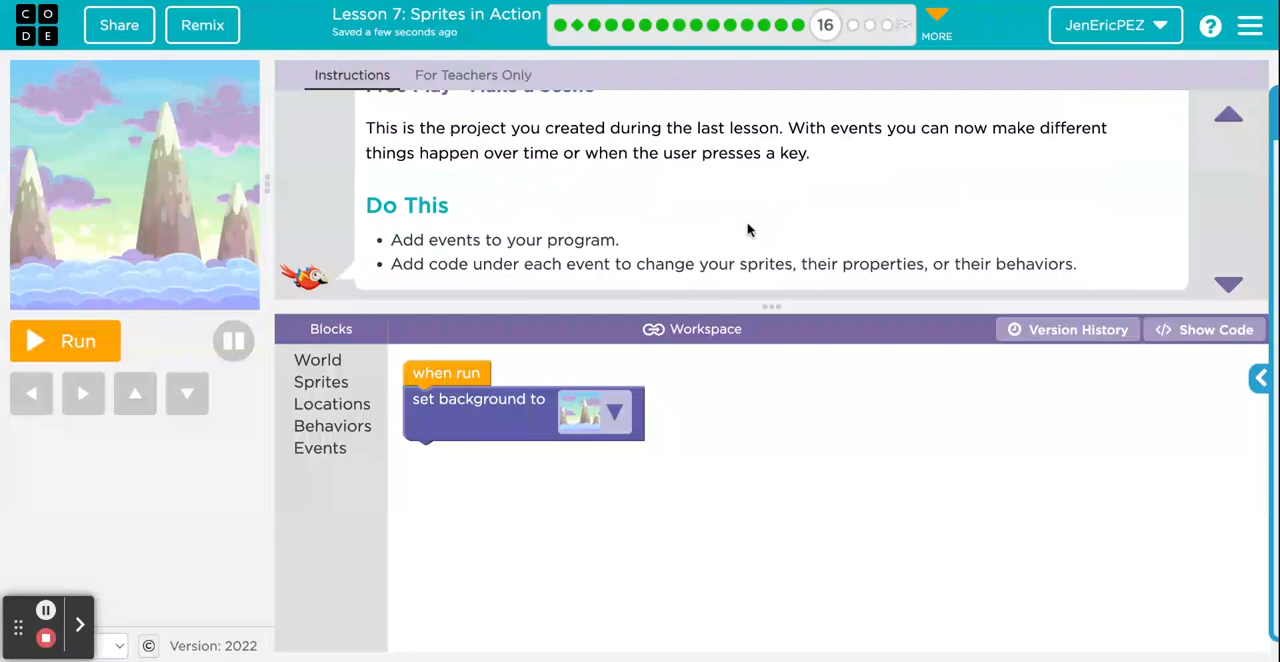 C O
D E
Share
Remix
Lesson 7: Sprites in Action
Saved a few seconds ago
16
MORE
JenEricPEZ
?
Instructions
For Teachers Only
This is the project you created during the last lesson. With events you can now make different
things happen over time or when the user presses a key.
Do This
• Add events to your program.
• Add code under each event to change your sprites, their properties, or their behaviors.
Run
Blocks
Workspace
Version History
</> Show Code
World
Sprites
Locations
Behaviors
Events
when run
set background to
© Version: 2022